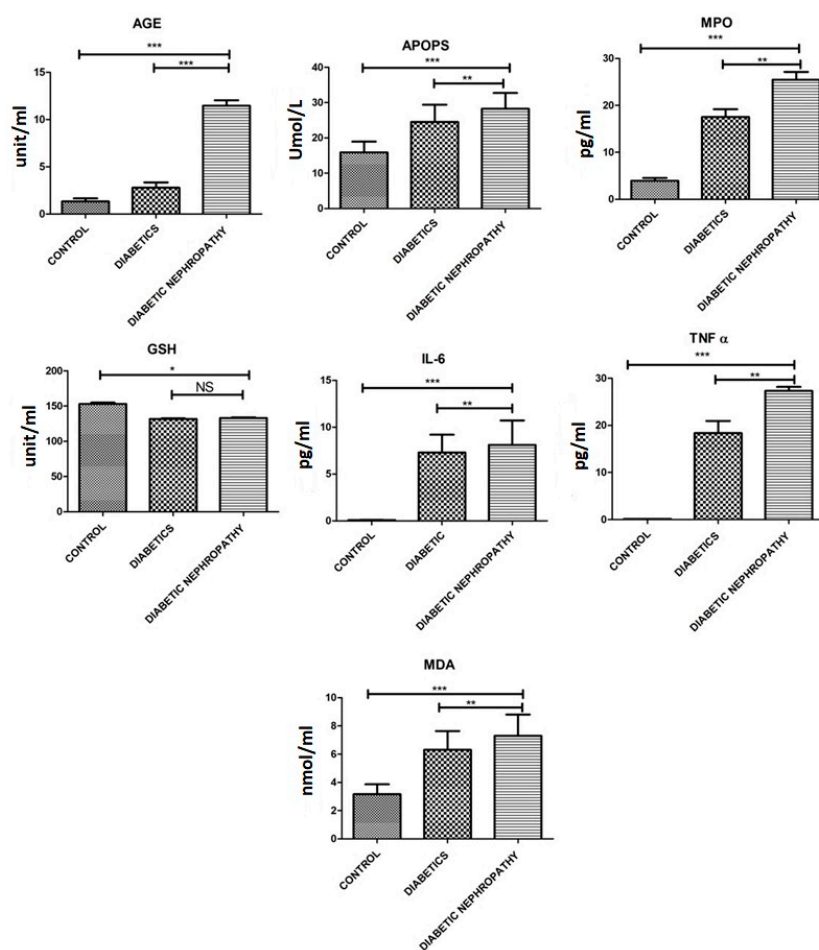 AGE
***
***
unit/ml
15
10
5
0
CONTROL
DIABETICS
DIABETIC NEPHROPATHY
APOPS
***
**
Umol/L
40
30
20
10
0
CONTROL
DIABETICS
DIABETIC NEPHROPATHY
MPO
***
**
pg/ml
30
20
10
0
CONTROL
DIABETICS
DIABETIC NEPHROPATHY
GSH
*
NS
unit/ml
200
150
100
50
0
CONTROL
DIABETICS
DIABETIC NEPHROPATHY
IL-6
***
**
pg/ml
15
10
5
0
CONTROL
DIABETIC
DIABETIC NEPHROPATHY
TNF α
***
**
pg/ml
30
20
10
0
CONTROL
DIABETICS
DIABETIC NEPHROPATHY
MDA
***
**
nmol/ml
10
8
6
4
2
0
CONTROL
DIABETICS
DIABETIC NEPHROPATHY